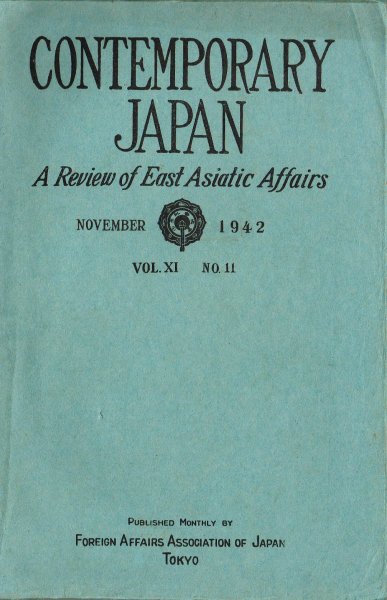 CONTEMPORARY
JAPAN
A Review of East Asiatic Affairs
NOVEMBER 1942
VOL. XI NO. 11
PUBLISHED MONTHLY BY
FOREIGN AFFAIRS ASSOCIATION OF JAPAN
TOKYO